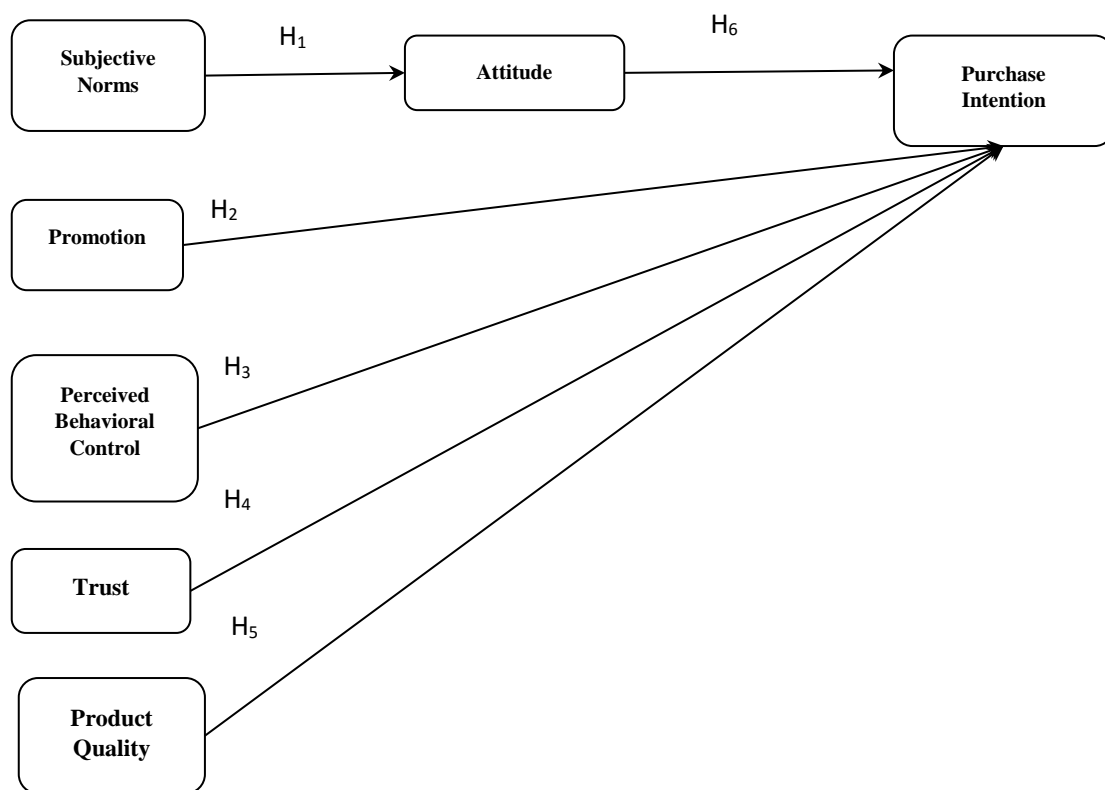 H₁
H₆
Subjective
Norms
Attitude
Purchase
Intention
H₂
Promotion
H₃
Perceived
Behavioral
Control
H₄
Trust
H₅
Product
Quality